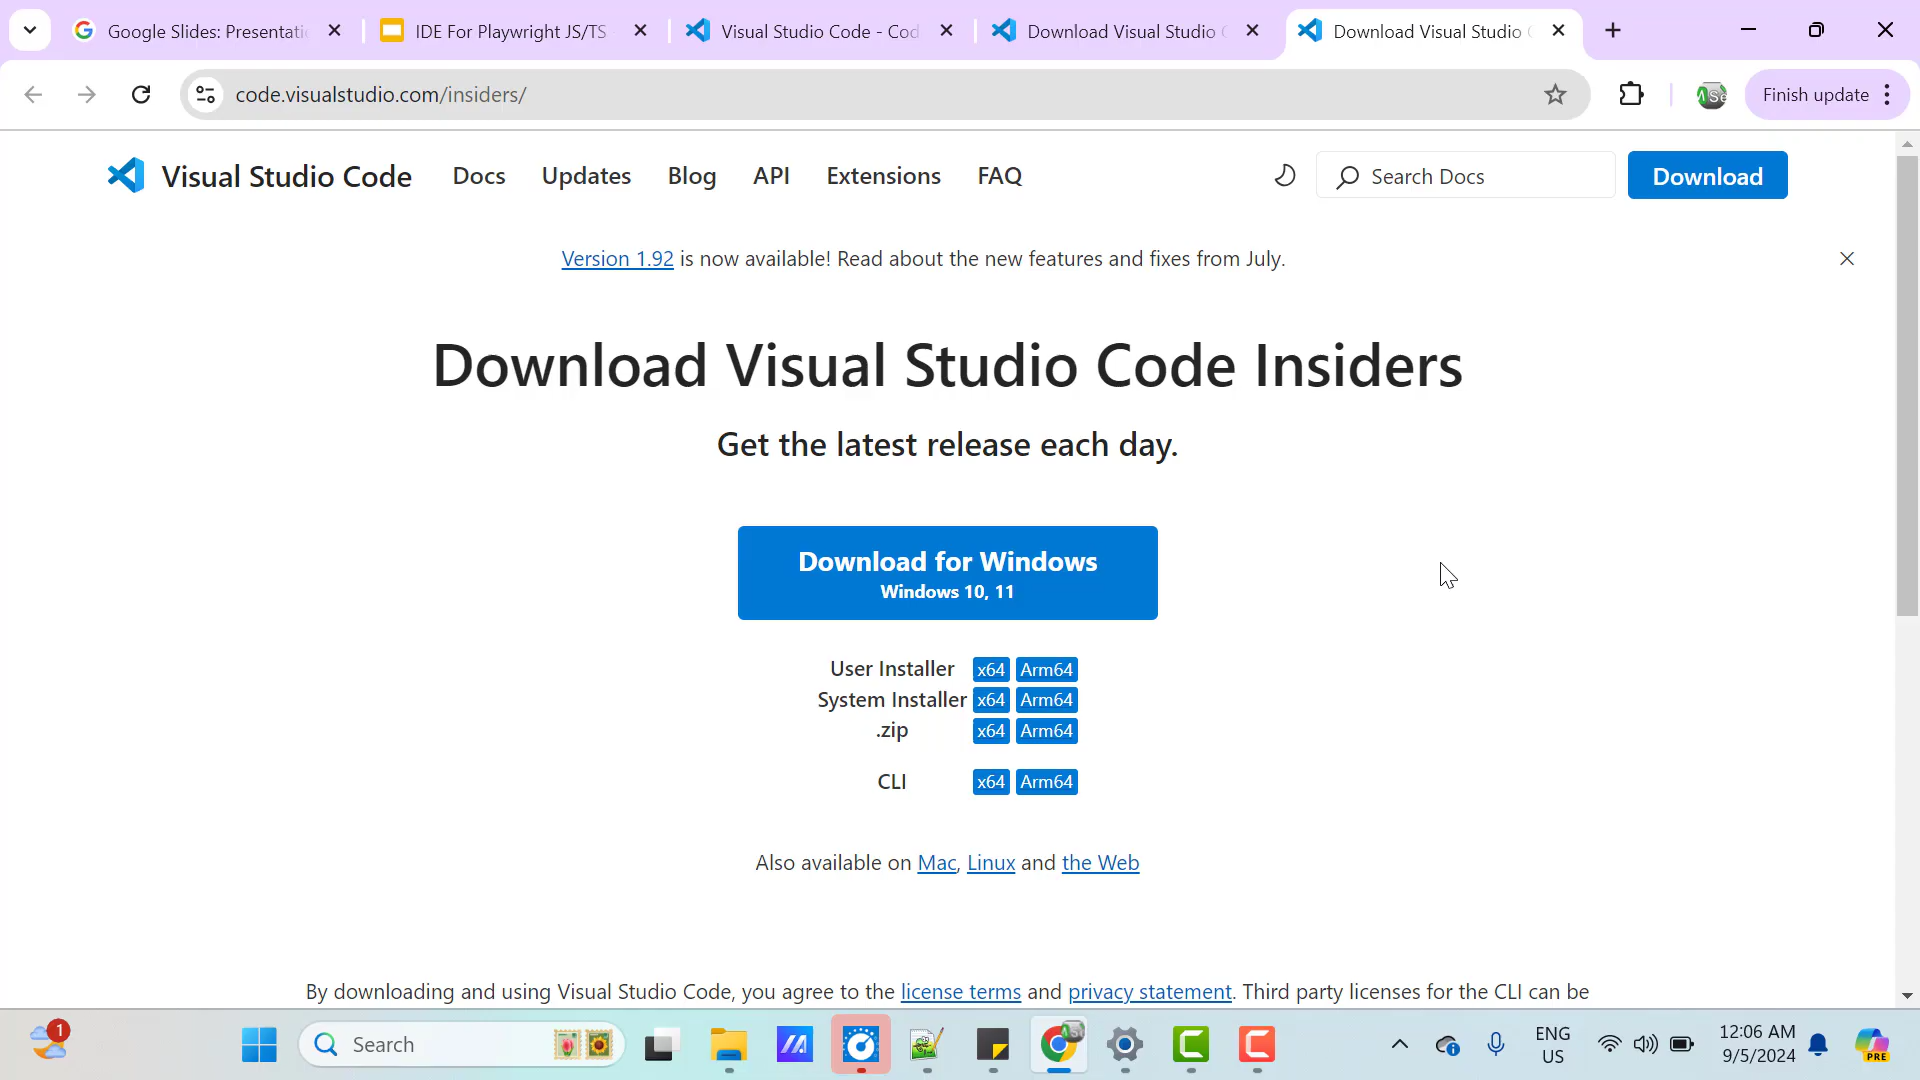 Google Slides: Presentati
IDE For Playwright JS/TS
Visual Studio Code - Cod
Download Visual Studio C
Download Visual Studio C
code.visualstudio.com/insiders/
Finish update
Visual Studio Code
Docs
Updates
Blog
API
Extensions
FAQ
Search Docs
Download
Version 1.92 is now available! Read about the new features and fixes from July.
Download Visual Studio Code Insiders
Get the latest release each day.
Download for Windows
Windows 10, 11
User Installer x64 Arm64
System Installer x64 Arm64
.zip x64 Arm64
CLI x64 Arm64
Also available on Mac, Linux and the Web
By downloading and using Visual Studio Code, you agree to the license terms and privacy statement. Third party licenses for the CLI can be
1
Search
ENG
US
12:06 AM
9/5/2024
PRE